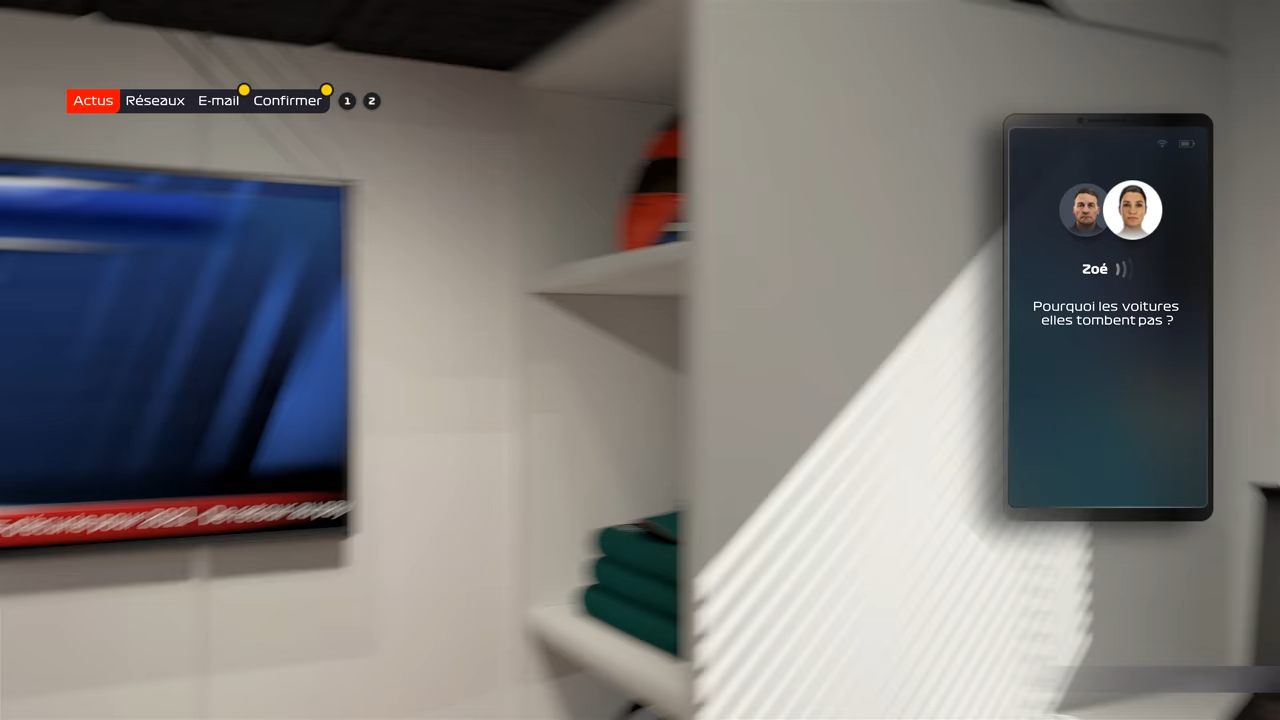 Actus Réseaux E-mail Confirmer 1 2
Zoé
Pourquoi les voitures
elles tombent pas ?